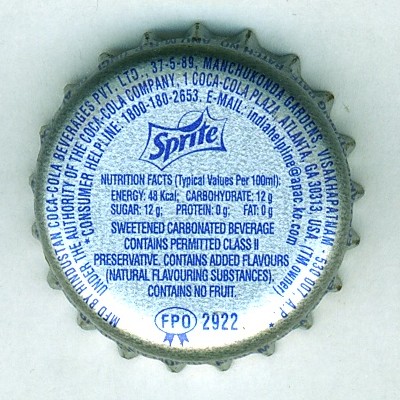 MFD BY HINDUSTAN COCA-COLA BEVERAGES PVT. LTD., 37-5-89, MANCHUKONDA GARDENS, VISAKHAPATNAM - 530 007, A.P. *
UNDER THE AUTHORITY OF THE COCA-COLA COMPANY, 1 COCA-COLA PLAZA, ATLANTA, GA 30313, USA (TM owner)
*CONSUMER HELPLINE: 1800-180-2653, E-MAIL: indiahelpline@apac.ko.com
Sprite
NUTRITION FACTS (Typical Values Per 100ml):
ENERGY: 48 Kcal; CARBOHYDRATE: 12 g
SUGAR: 12 g; PROTEIN: 0 g; FAT: 0 g
SWEETENED CARBONATED BEVERAGE
CONTAINS PERMITTED CLASS II
PRESERVATIVE. CONTAINS ADDED FLAVOURS
(NATURAL FLAVOURING SUBSTANCES).
CONTAINS NO FRUIT.
FPO 2922